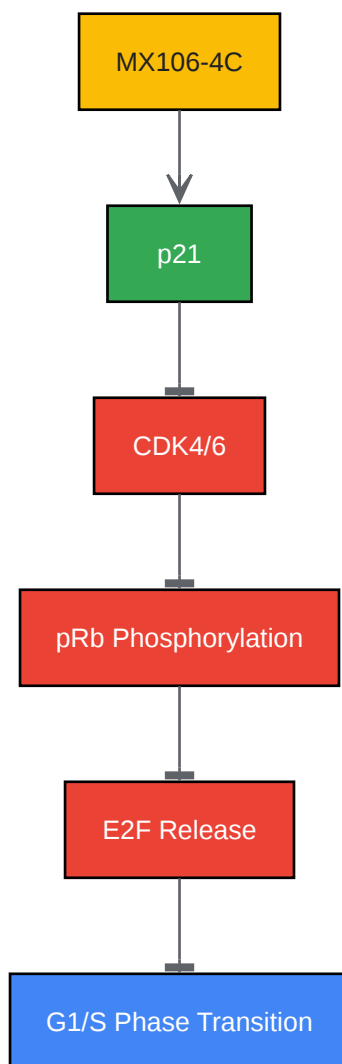 MX106-4C
p21
CDK4/6
pRb Phosphorylation
E2F Release
G1/S Phase Transition